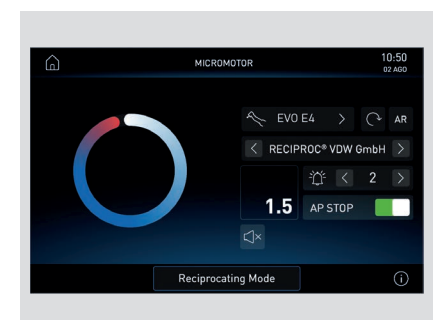 MICROMOTOR
10:50
02 AGO
EVO E4 > AR
< RECIPROC® VDW GmbH >
< 2 >
1.5
AP STOP
Reciprocating Mode